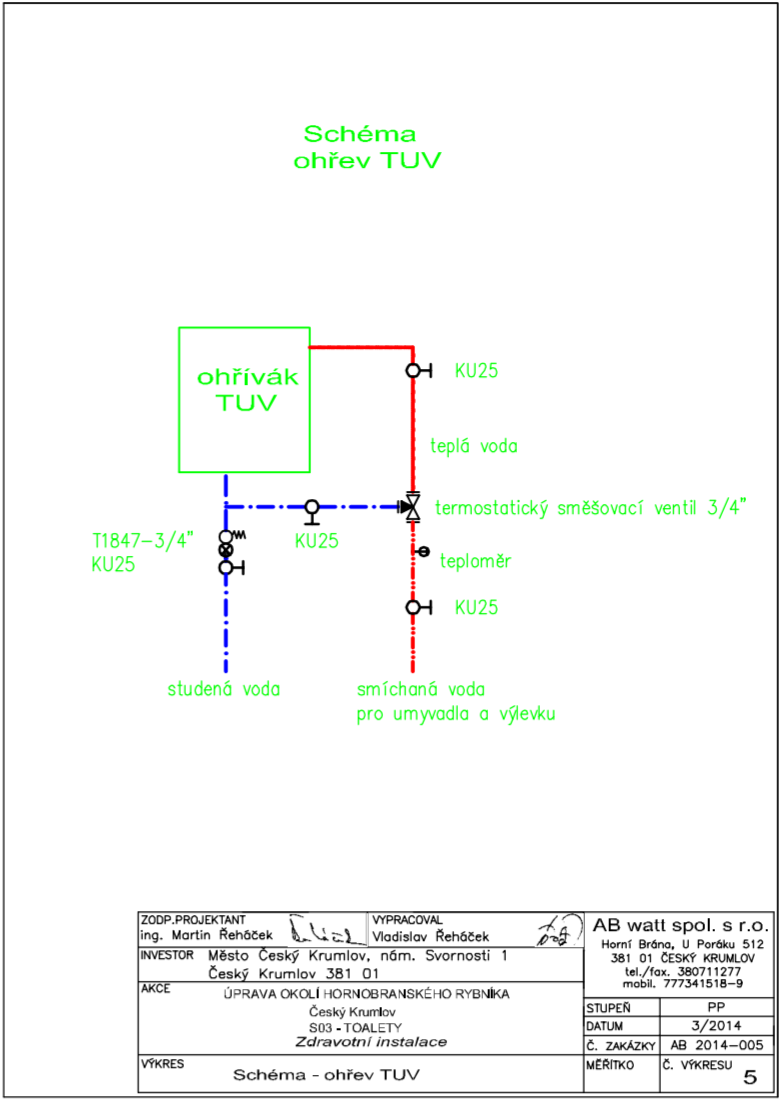 Schéma
ohřev TUV
ohřívák
TUV
KU25
teplá voda
termostatický směšovací ventil 3/4"
T1847-3/4"
KU25
KU25
teploměr
KU25
studená voda
smíchaná voda
pro umyvadla a výlevku
ZODP.PROJEKTANT
ing. Martin Řeháček
VYPRACOVAL
Vladislav Řeháček
AB watt spol. s r.o.
Horní Brána, U Poráku 512
381 01 ČESKÝ KRUMLOV
tel./fax. 380711277
mobil. 777341518-9
INVESTOR Město Český Krumlov, nám. Svornosti 1
Český Krumlov 381 01
AKCE
ÚPRAVA OKOLÍ HORNOBRANSKÉHO RYBNÍKA
Český Krumlov
S03 - TOALETY
Zdravotní instalace
STUPEŇ PP
DATUM 3/2014
Č. ZAKÁZKY AB 2014-005
VÝKRES
Schéma - ohřev TUV
MĚŘÍTKO
Č. VÝKRESU
5